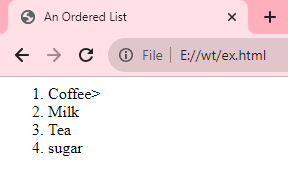 An Ordered List
File E://wt/ex.html
1. Coffee>
2. Milk
3. Tea
4. sugar